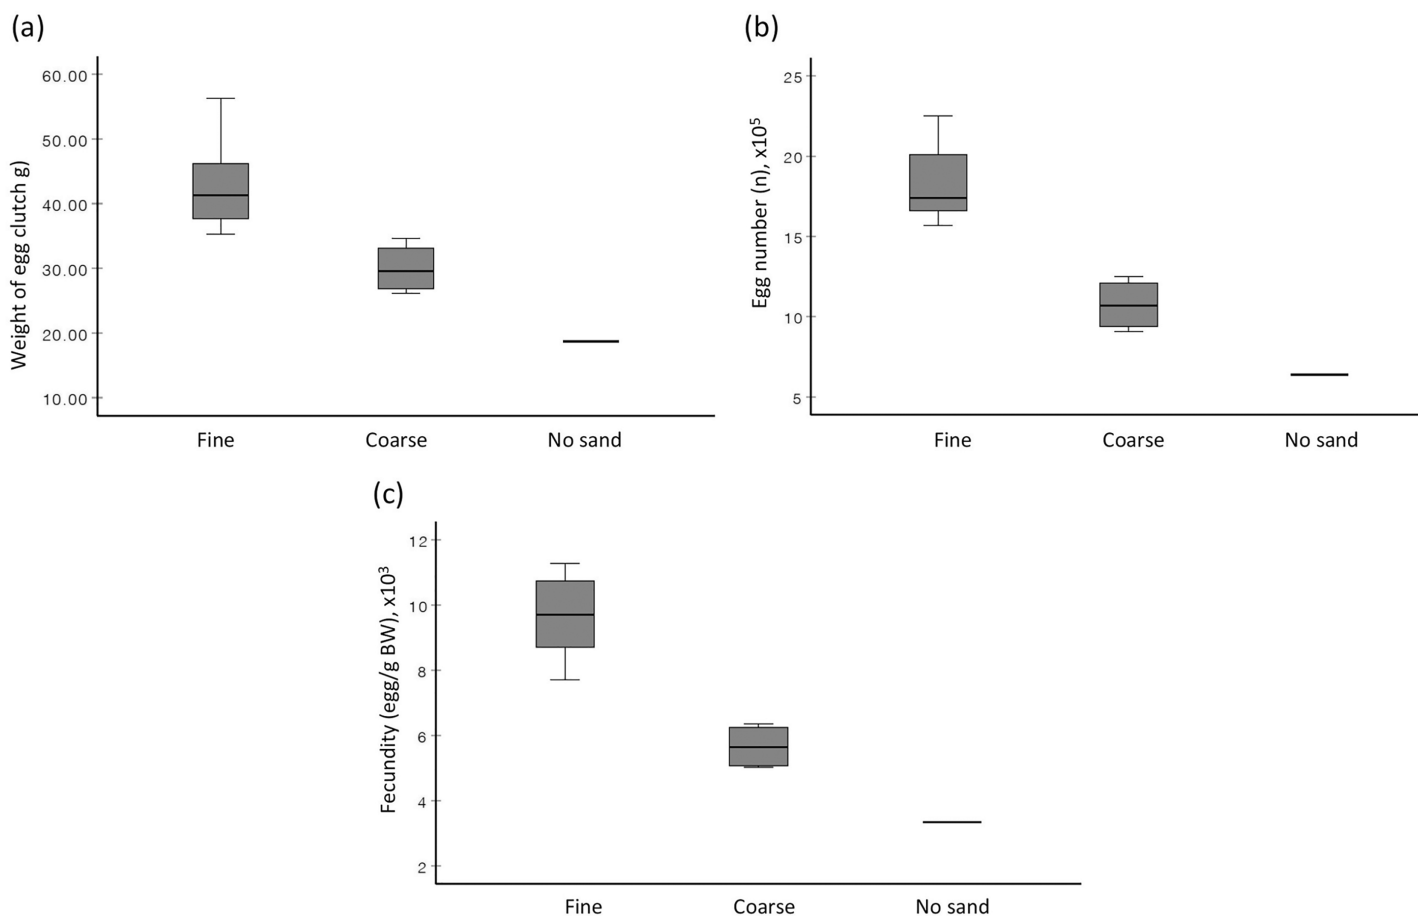 (a)
Weight of egg clutch g)
60.00
50.00
40.00
30.00
20.00
10.00
Fine Coarse No sand
(b)
Egg number (n), x10⁵
25
20
15
10
5
Fine Coarse No sand
(c)
Fecundity (egg/g BW), x10³
12
10
8
6
4
2
Fine Coarse No sand